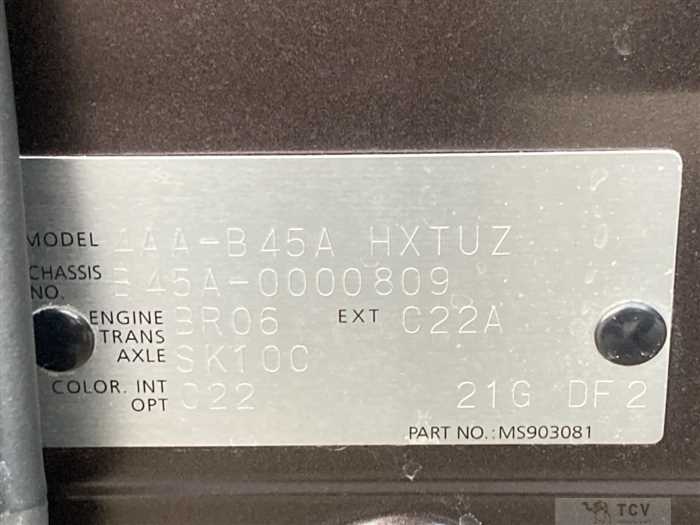 MODEL 4AA-B45A HXTUZ
CHASSIS NO. B45A-0000809
ENGINE BR06 EXT C22A
TRANS AXLE SK10C
COLOR. INT C22 21G DF2
OPT
PART NO.:MS903081
TCV